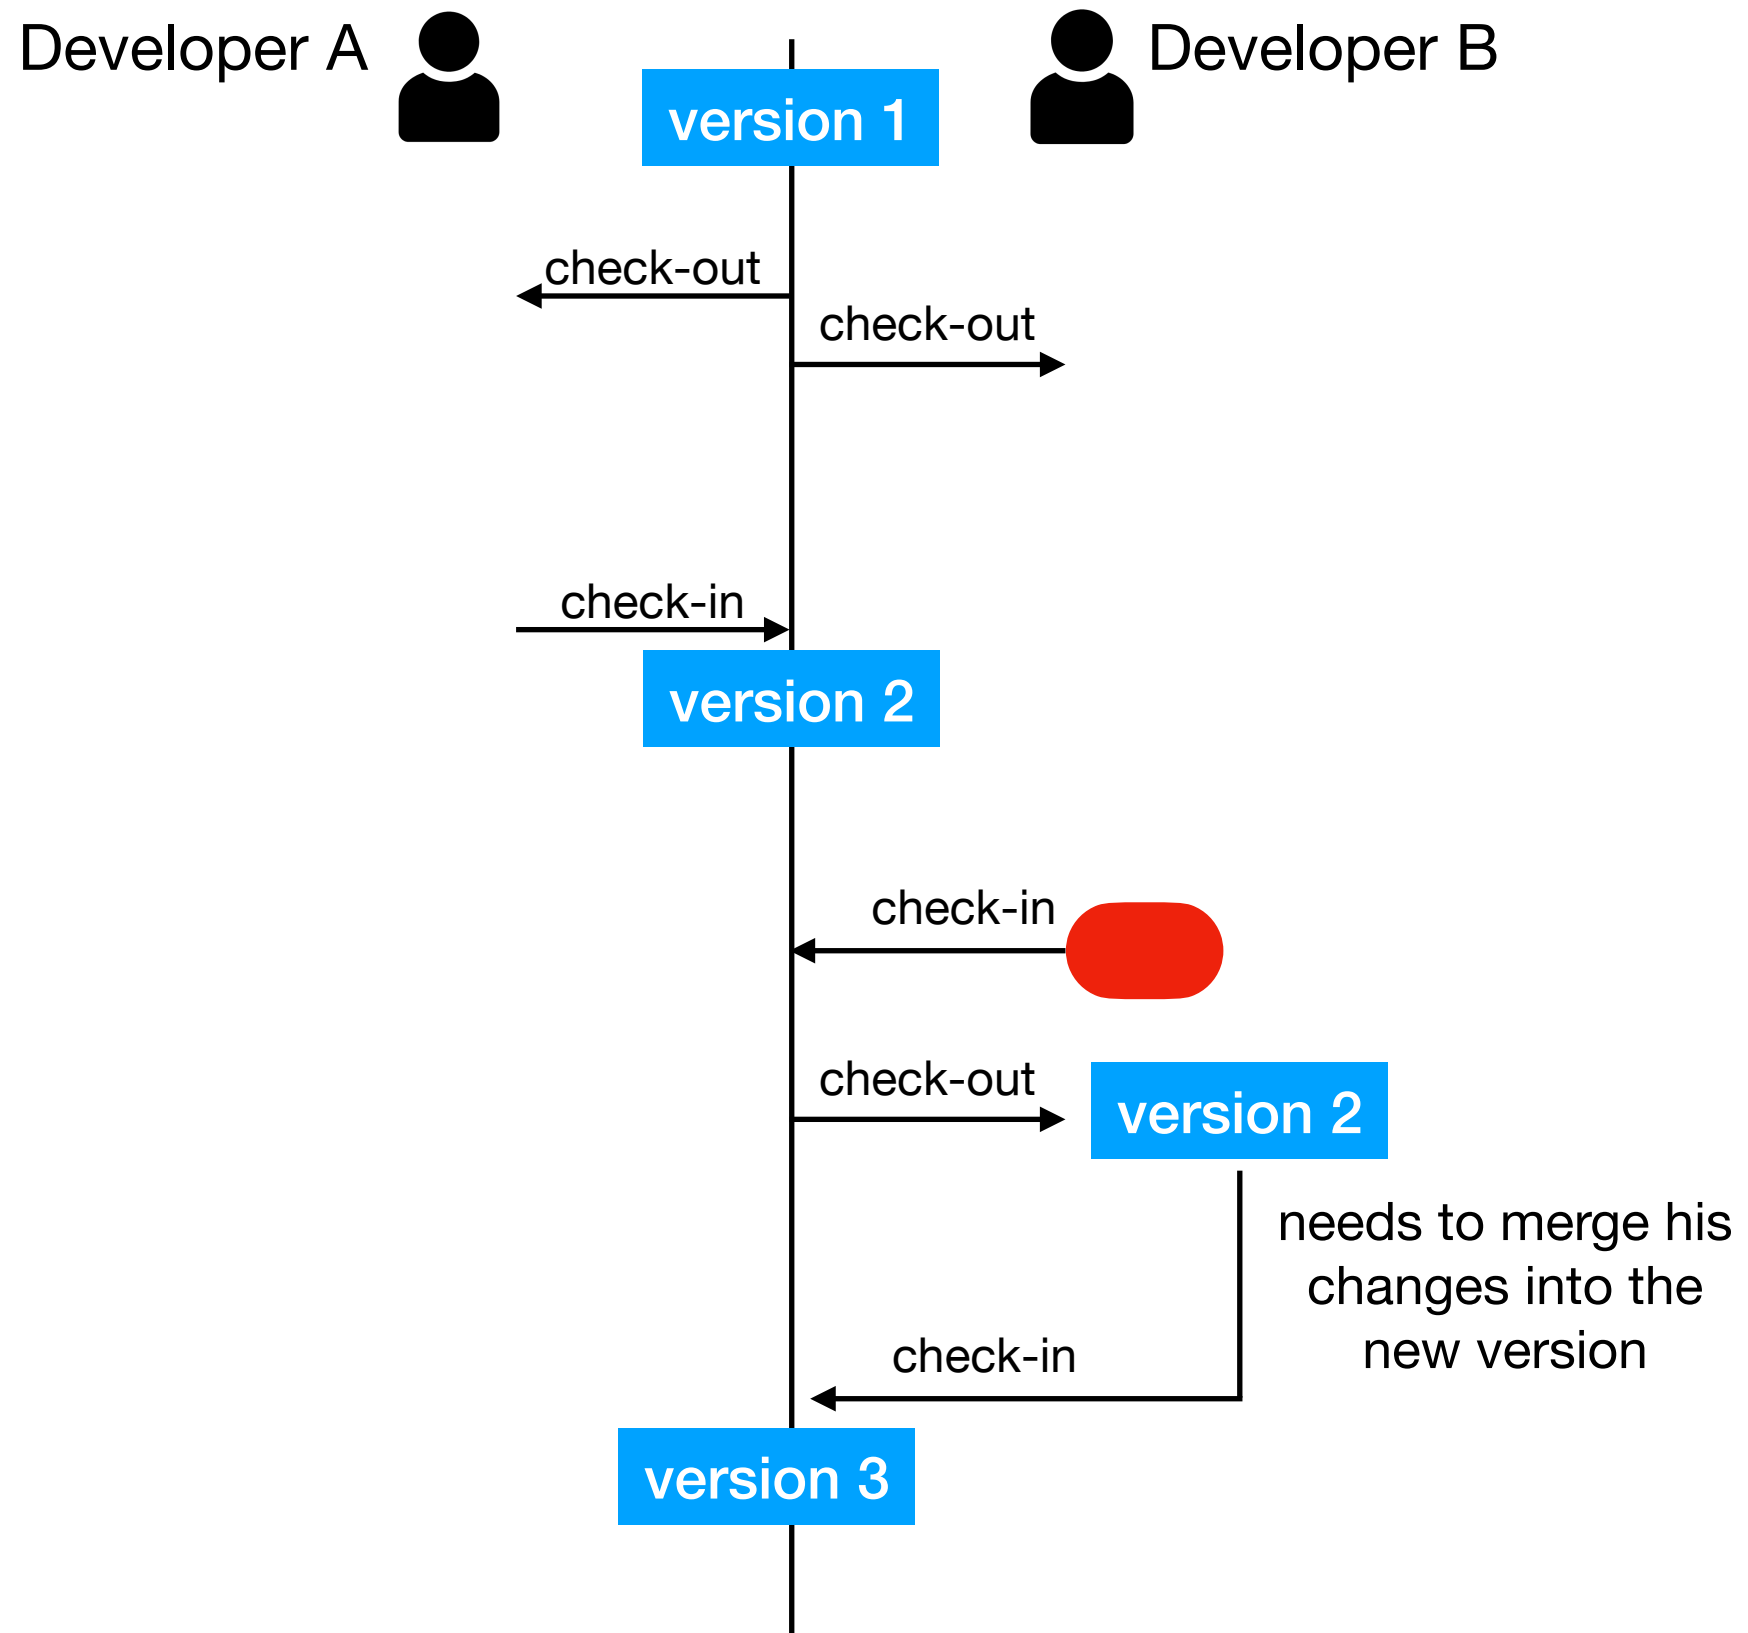 Developer A
Developer B
version 1
check-out
check-out
check-in
version 2
check-in
check-out
version 2
needs to merge his
changes into the
new version
check-in
version 3